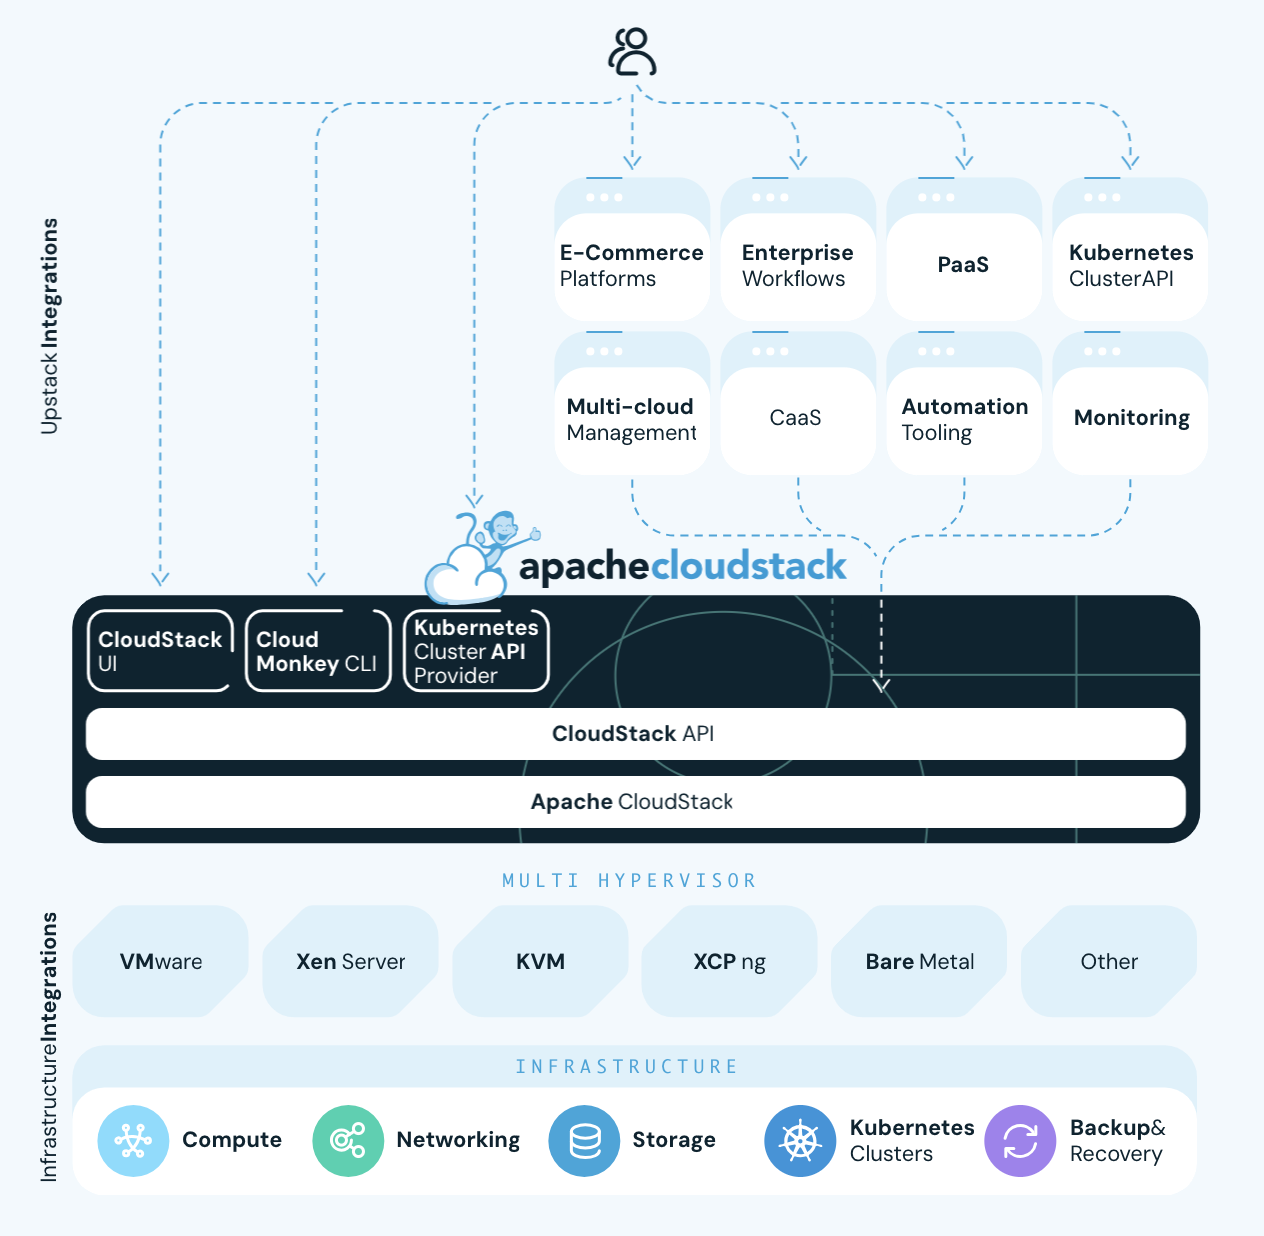 Upstack Integrations
E-Commerce
Platforms
Enterprise
Workflows
PaaS
Kubernetes
ClusterAPI
Multi-cloud
Management
CaaS
Automation
Tooling
Monitoring
apachecloudstack
CloudStack
UI
Cloud
Monkey CLI
Kubernetes
Cluster API
Provider
CloudStack API
Apache CloudStack
MULTI HYPERVISOR
InfrastructureIntegrations
VMware
Xen Server
KVM
XCP ng
Bare Metal
Other
INFRASTRUCTURE
Compute
Networking
Storage
Kubernetes
Clusters
Backup&
Recovery